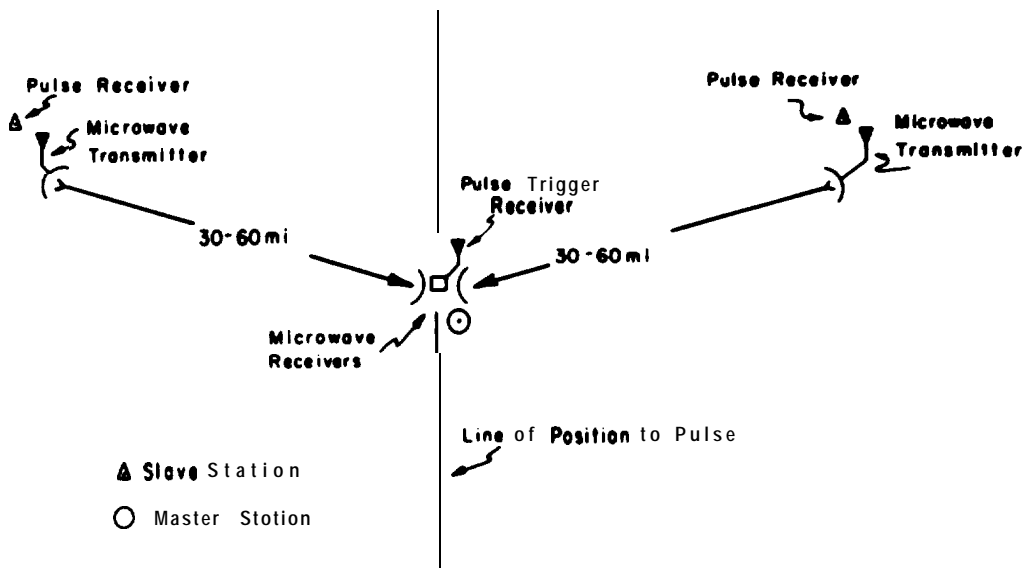 Pulse Receiver
Microwave
Transmitter
Pulse Receiver
Microwave
Transmitter
Pulse Trigger
Receiver
30-60mi
30-60mi
Microwave
Receivers
Line of Position to Pulse
Slave Station
Master Stotion